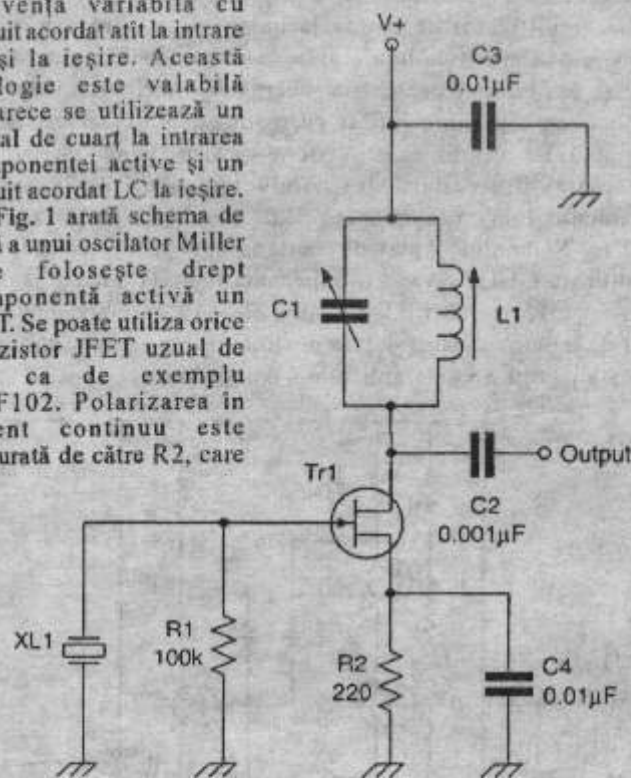 vență variabilă cu
uit acordat atît la intrare
și la ieșire. Această
logie este valabilă
arece se utilizează un
al de cuarț la intrarea
ponentei active și un
uit acordat LC la ieșire.
Fig. 1 arată schema de
ă a unui oscilator Miller
e folosește drept
mponentă activă un
T. Se poate utiliza orice
zistor JFET uzual de
ca de exemplu
F102. Polarizarea în
ent continuu este
urată de către R2, care
V+
C3
0.01µF
C1
L1
Output
Tr1
C2
0.001µF
XL1
R1
100k
R2
220
C4
0.01µF